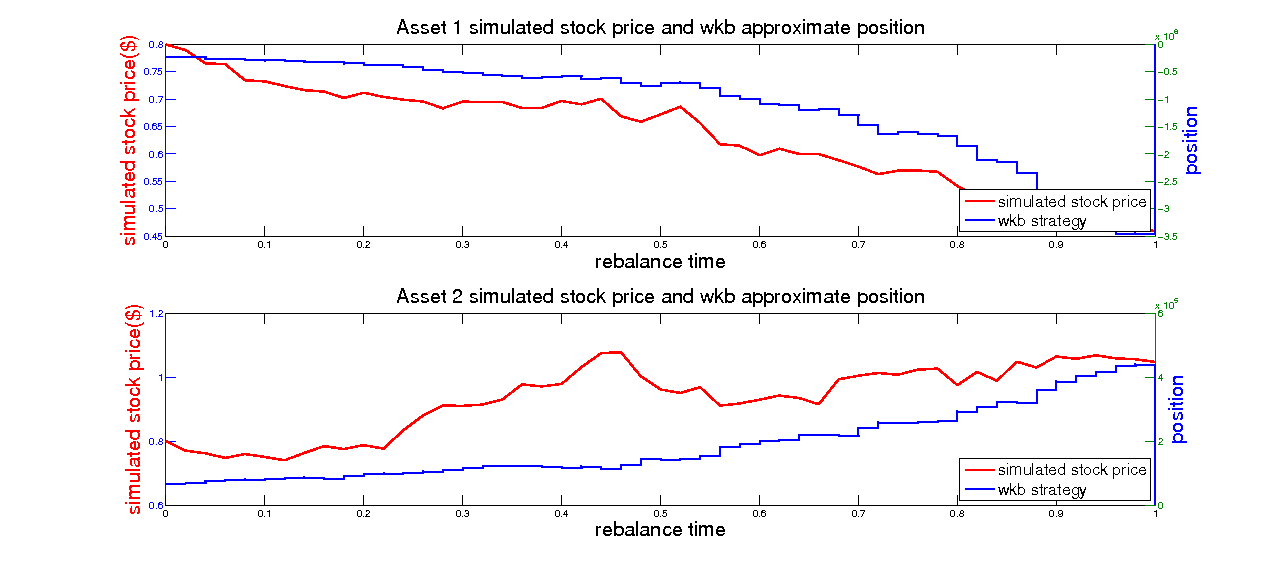 Asset 1 simulated stock price and wkb approximate position
simulated stock price($)
0.8
0.75
0.7
0.65
0.6
0.55
0.5
0.45
0 0.1 0.2 0.3 0.4 0.5 0.6 0.7 0.8 0.9 1
rebalance time
0
−0.5
−1
−1.5
−2
−2.5
−3
−3.5
position
simulated stock price
wkb strategy
Asset 2 simulated stock price and wkb approximate position
simulated stock price($)
1.2
1
0.8
0.6
0 0.1 0.2 0.3 0.4 0.5 0.6 0.7 0.8 0.9 1
rebalance time
6
4
2
0
position
simulated stock price
wkb strategy